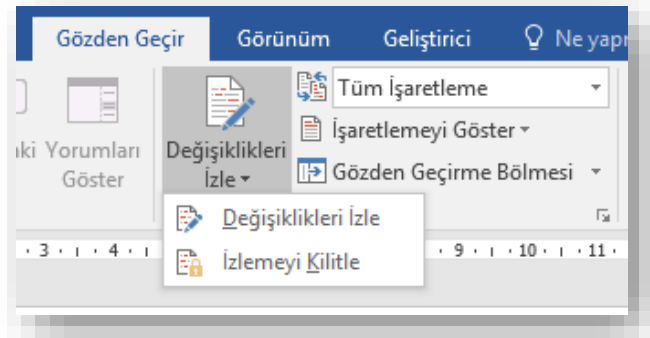 Gözden Geçir Görünüm Geliştirici Ne yapı
ki Yorumları Göster
Değişiklikleri İzle
Tüm İşaretleme
İşaretlemeyi Göster
Gözden Geçirme Bölmesi
Değişiklikleri İzle
İzlemeyi Kilitle
3 4 9 10 11